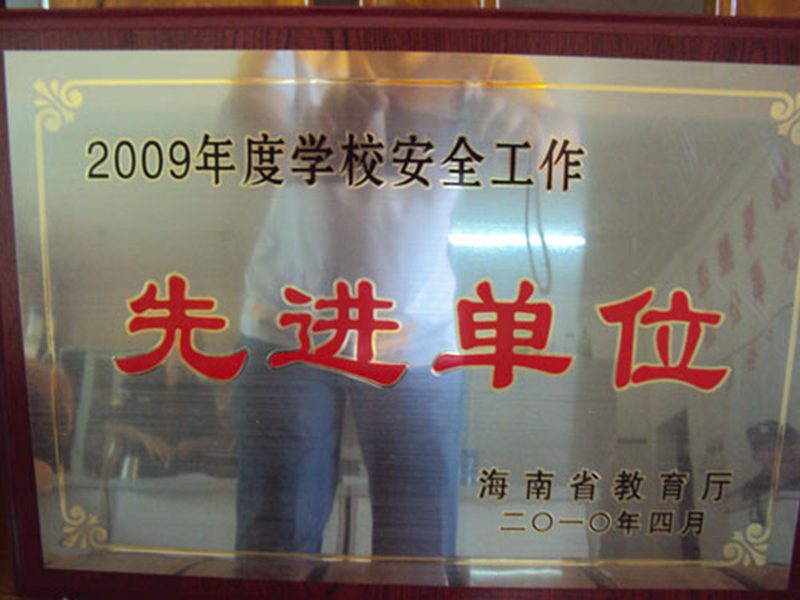 2009年度学校安全工作
先进单位
海南省教育厅
二〇一〇年四月